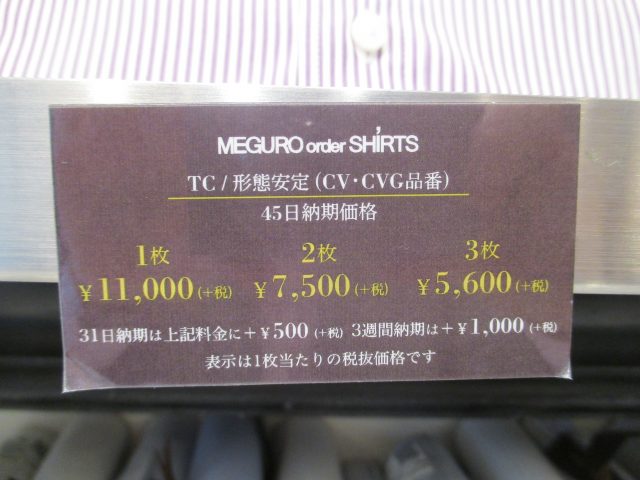 MEGURO order SHIRTS
TC / 形態安定 (CV・CVG品番)
45日納期価格
1枚 2枚 3枚
¥11,000 (+税) ¥7,500 (+税) ¥5,600 (+税)
31日納期は上記料金に+¥500 (+税) 3週間納期は+¥1,000 (+税)
表示は1枚当たりの税抜価格です